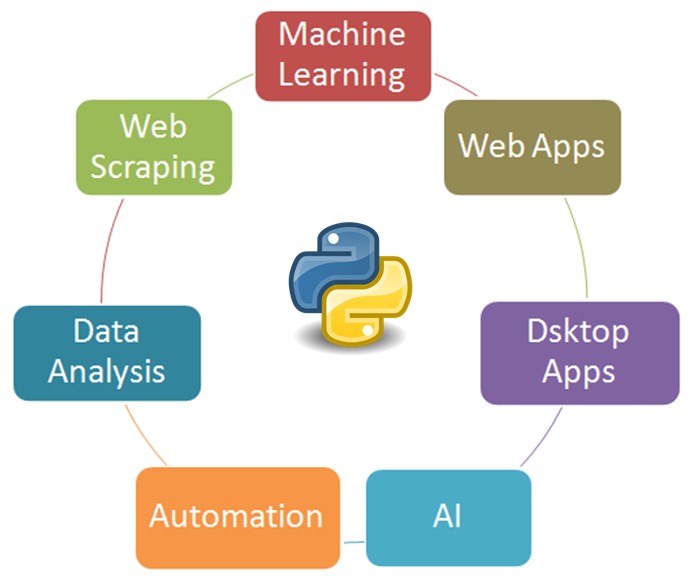 Machine
Learning
Web Apps
Dsktop
Apps
AI
Automation
Data
Analysis
Web
Scraping